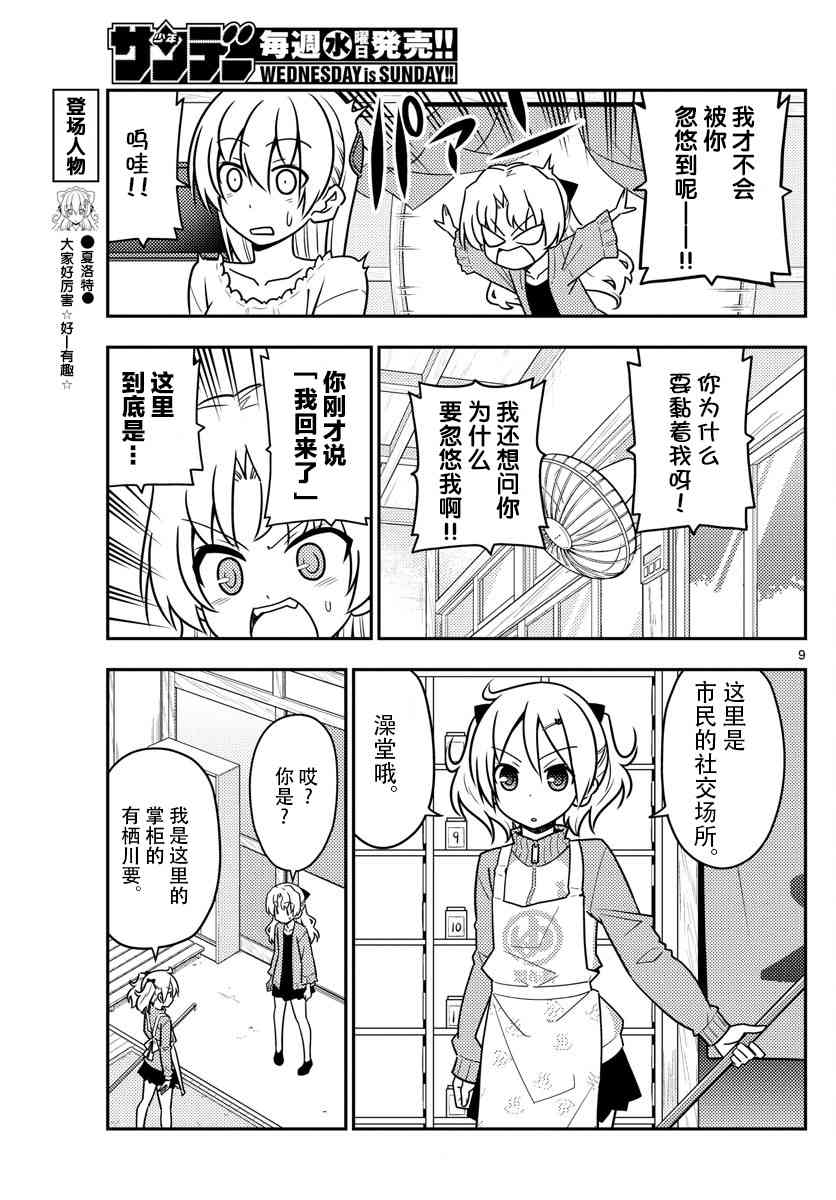 少年サンデー
毎週水曜日発売!!
WEDNESDAY is SUNDAY!!
登场人物
●夏洛特●
大家好厉害☆好一有趣☆
我才不会
被你
忽悠到呢
——!!
呜哇!!
你为什么
要黏着我呀!
我还想问你
为什么
要忽悠我啊!!
你刚才说
「我回来了」
这里
到底是…
9
这里是
市民的社交场所。
澡堂哦。
9
10
哎?
你是?
我是这里的
掌柜的
有栖川要。